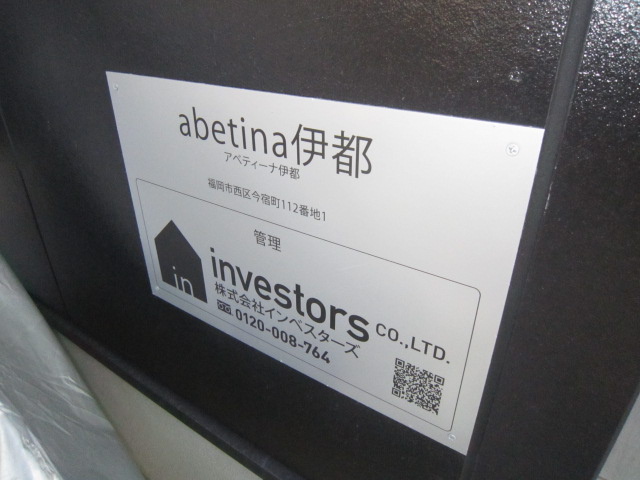 abetina伊都
アベティーナ伊都
福岡市西区今宿町112番地1
管理
in
investors CO.,LTD.
株式会社インベスターズ
0120-008-764